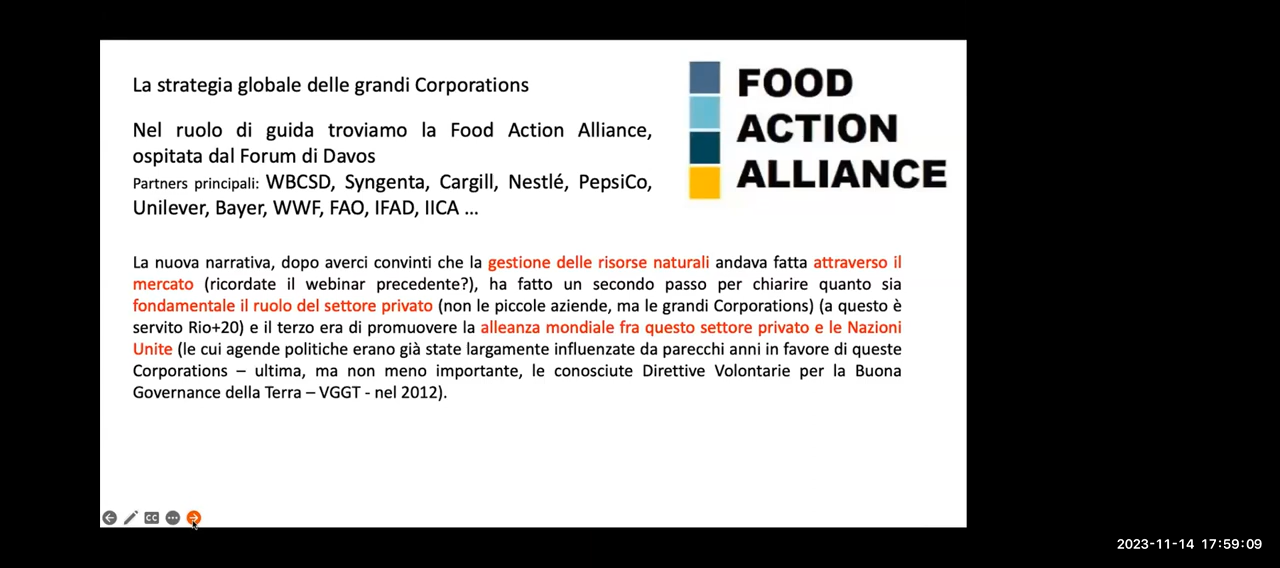 La strategia globale delle grandi Corporations
FOOD
ACTION
ALLIANCE
Nel ruolo di guida troviamo la Food Action Alliance,
ospitata dal Forum di Davos
Partners principali: WBCSD, Syngenta, Cargill, Nestlé, PepsiCo,
Unilever, Bayer, WWF, FAO, IFAD, IICA ...
La nuova narrativa, dopo averci convinti che la gestione delle risorse naturali andava fatta attraverso il
mercato (ricordate il webinar precedente?), ha fatto un secondo passo per chiarire quanto sia
fondamentale il ruolo del settore privato (non le piccole aziende, ma le grandi Corporations) (a questo è
servito Rio+20) e il terzo era di promuovere la alleanza mondiale fra questo settore privato e le Nazioni
Unite (le cui agende politiche erano già state largamente influenzate da parecchi anni in favore di queste
Corporations – ultima, ma non meno importante, le conosciute Direttive Volontarie per la Buona
Governance della Terra – VGGT - nel 2012).
CC
2023-11-14 17:59:09